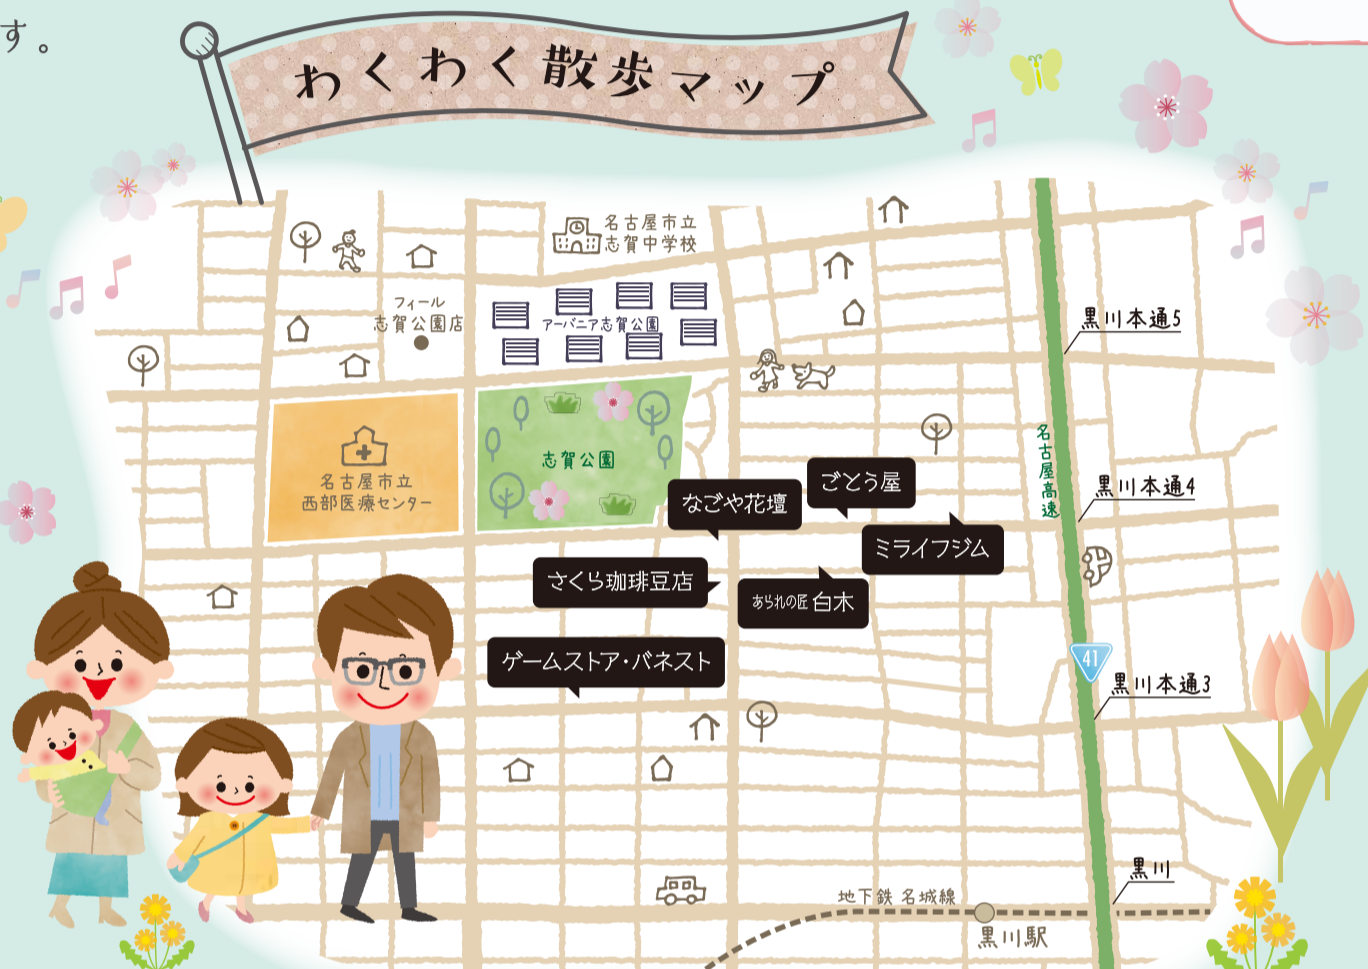 す。
わくわく散歩マップ
名古屋市立
志賀中学校
フィール
志賀公園店
アーバニア志賀公園
黒川本通5
名古屋市立
西部医療センター
志賀公園
名古屋高速
黒川本通4
なごや花壇
ごとう屋
ミライフジム
さくら珈琲豆店
あられの匠 白木
ゲームストア・バネスト
41
黒川本通3
黒川
地下鉄 名城線
黒川駅